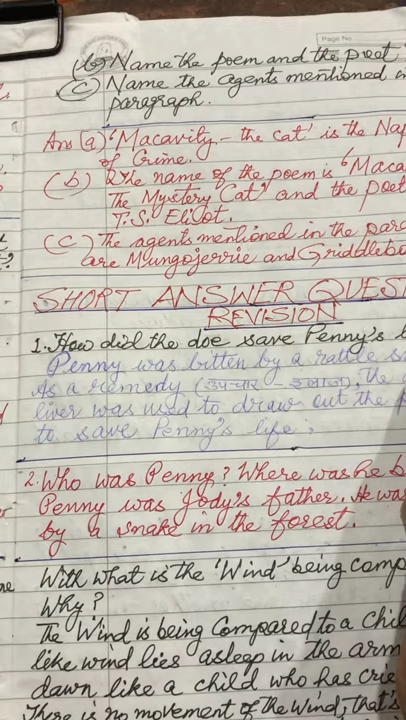 Page No.
(b) Name the poem and the poet
(c) Name the agents mentioned in
paragraph.
Ans (a) 'Macavity - the cat' is the Nap
of Crime.
(b) The name of the poem is "Maca
The Mystery Cat" and the poet
T.S. Eliot.
(c) The agents mentioned in the para
are Mungojerrie and Griddlebo
SHORT ANSWER QUEST
REVISION
1. How did the doe save Penny's l
Penny was bitten by a rattle s
As a remedy (उपचार - इलाज), the
liver was used to draw out the p
to save Penny's life.
2. Who was Penny? Where was he b
Penny was Jody's father. He was
by a snake in the forest.
With what is the 'Wind' being comp
Why?
The Wind is being Compared to a Chil
like wind lies asleep in the arm
dawn like a child who has crie
There is no movement of the wind, that's